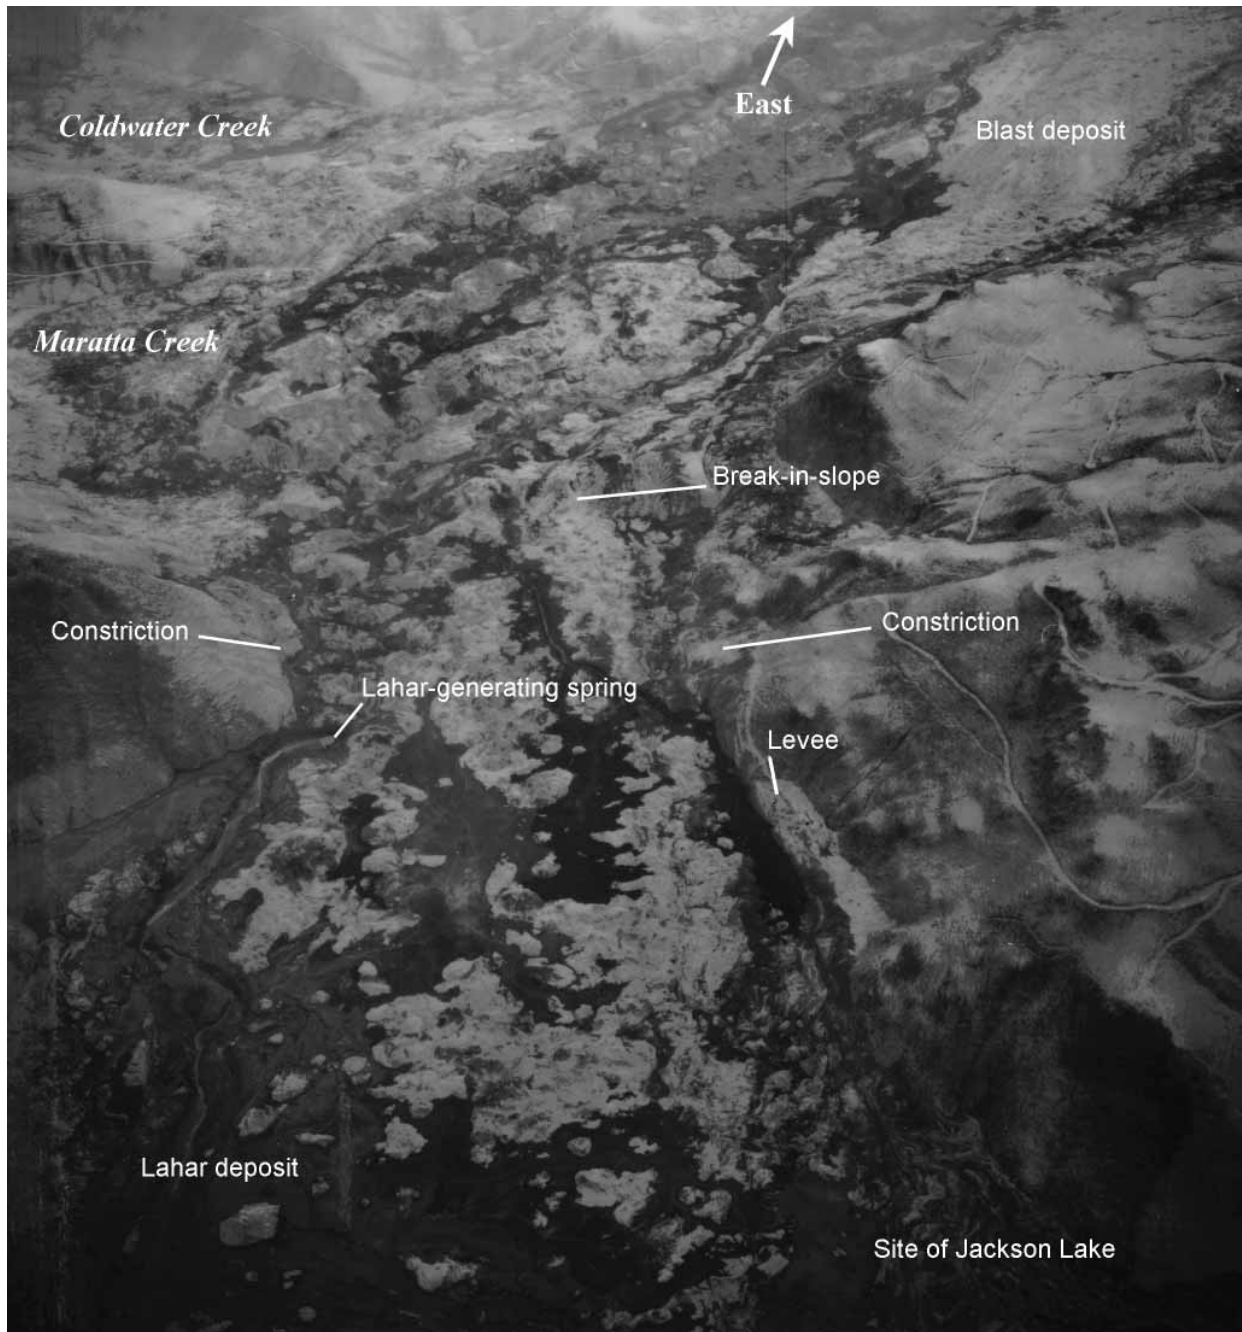 East
Coldwater Creek
Blast deposit
Maratta Creek
Break-in-slope
Constriction
Constriction
Lahar-generating spring
Levee
Lahar deposit
Site of Jackson Lake